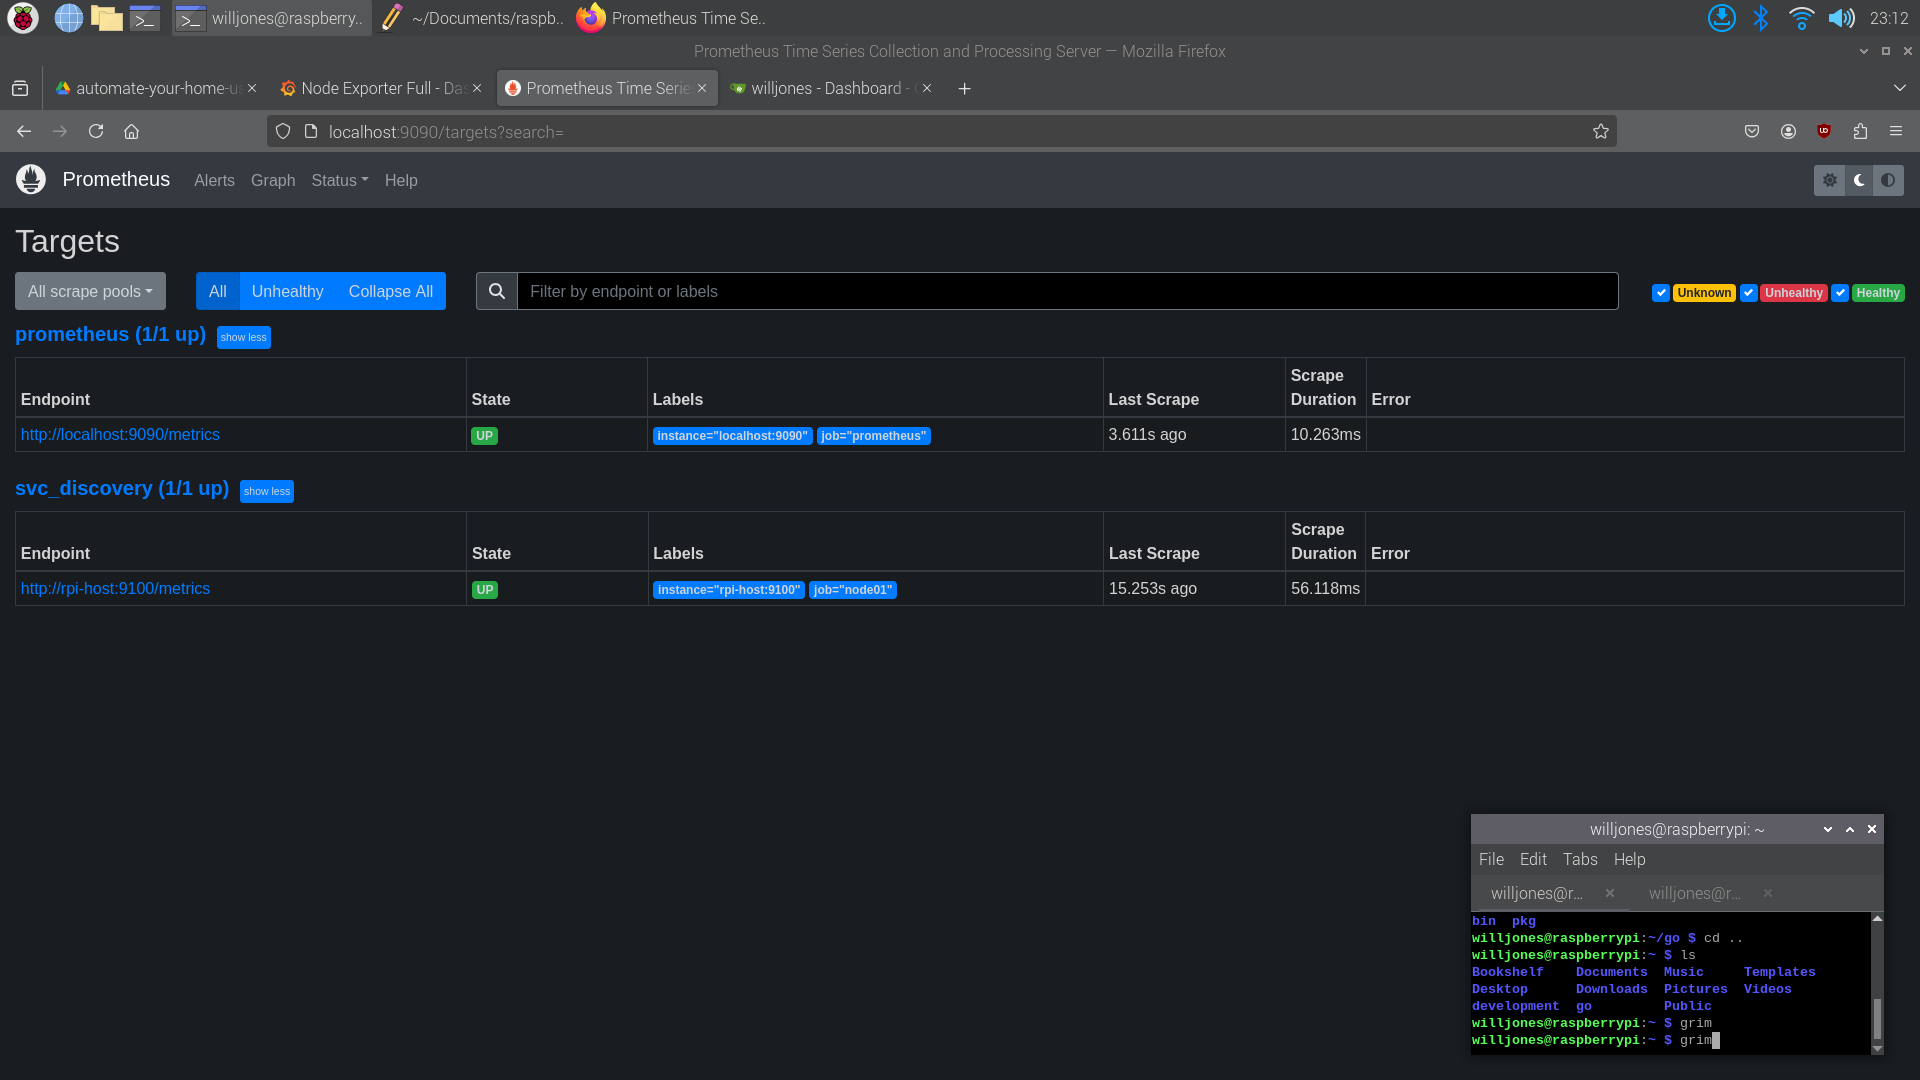 willjones@raspberry.. ~/Documents/raspb.. Prometheus Time Se.. 23:12
Prometheus Time Series Collection and Processing Server — Mozilla Firefox
automate-your-home-us Node Exporter Full - Das Prometheus Time Serie willjones - Dashboard -
localhost:9090/targets?search=
Prometheus Alerts Graph Status Help
Targets
All scrape pools All Unhealthy Collapse All Filter by endpoint or labels Unknown Unhealthy Healthy
prometheus (1/1 up) show less
Endpoint State Labels Last Scrape Scrape Duration Error
http://localhost:9090/metrics UP instance="localhost:9090" job="prometheus" 3.611s ago 10.263ms
svc_discovery (1/1 up) show less
Endpoint State Labels Last Scrape Scrape Duration Error
http://rpi-host:9100/metrics UP instance="rpi-host:9100" job="node01" 15.253s ago 56.118ms
willjones@raspberrypi: ~
File Edit Tabs Help
willjones@r... willjones@r...
bin pkg
willjones@raspberrypi:~/go $ cd ..
willjones@raspberrypi:~ $ ls
Bookshelf Documents Music Templates
Desktop Downloads Pictures Videos
development go Public
willjones@raspberrypi:~ $ grim
willjones@raspberrypi:~ $ grim